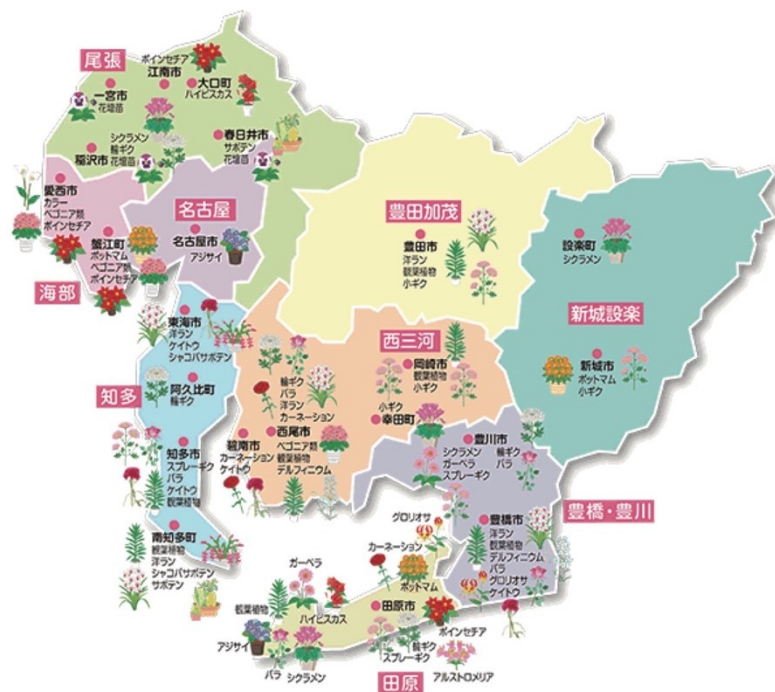 尾張
ポインセチア
江南市
大口町
ハイビスカス
一宮市
花壇苗
シクラメン
輪ギク
花壇苗
稲沢市
春日井市
サボテン
花壇苗
愛西市
カラー
ベゴニア類
ポインセチア
名古屋
名古屋市
アジサイ
蟹江町
ポットマム
ベゴニア類
ポインセチア
海部
豊田加茂
豊田市
洋ラン
観葉植物
小ギク
設楽町
シクラメン
新城設楽
新城市
ポットマム
小ギク
東海市
洋ラン
ケイトウ
シャコバサボテン
知多
阿久比町
輪ギク
知多市
スプレーギク
バラ
ケイトウ
観葉植物
南知多町
観葉植物
洋ラン
シャコバサボテン
サボテン
西三河
岡崎市
観葉植物
小ギク
輪ギク
バラ
洋ラン
カーネーション
小ギク
幸田町
碧南市
カーネーション
ケイトウ
西尾市
ベゴニア類
観葉植物
デルフィニウム
豊川市
シクラメン
ガーベラ
スプレーギク
輪ギク
バラ
豊橋・豊川
豊橋市
洋ラン
観葉植物
デルフィニウム
バラ
グロリオサ
ケイトウ
グロリオサ
カーネーション
ガーベラ
ポットマム
観葉植物
ハイビスカス
田原市
アジサイ
バラ
シクラメン
ポインセチア
輪ギク
スプレーギク
アルストロメリア
田原